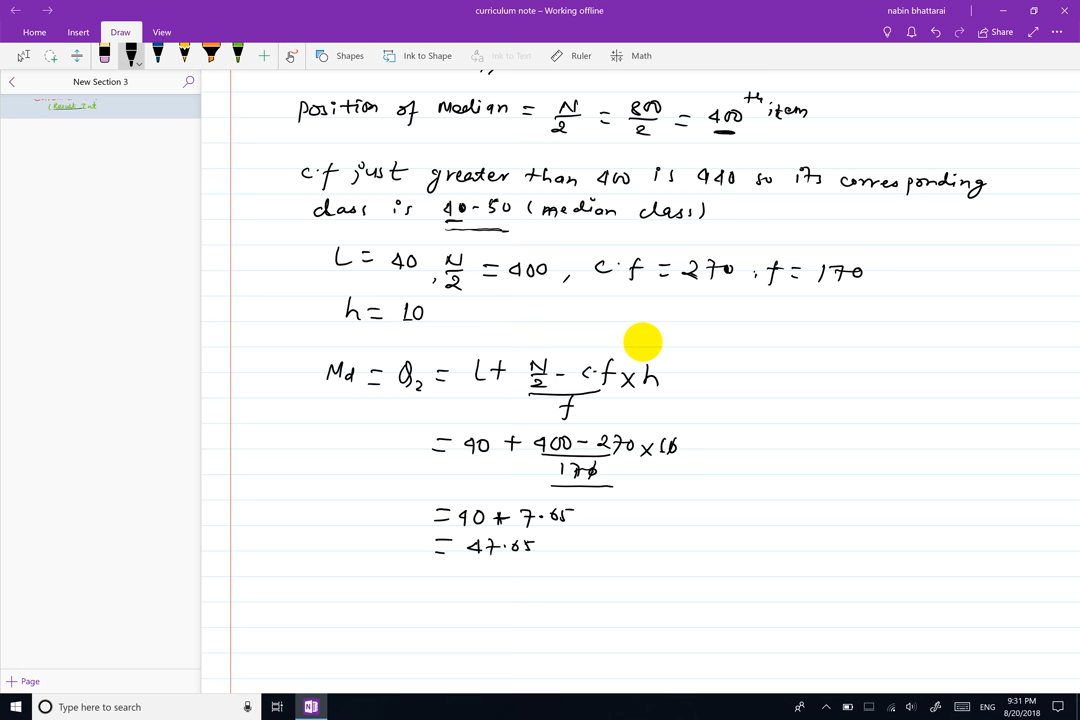 curriculum note – Working offline
nabin bhattarai
Home Insert Draw View
Share
Shapes Ink to Shape Ink to Text Ruler Math
New Section 3
Position of Median = N/2 = 800/2 = 400th item
c.f just greater than 400 is 440 so its corresponding
class is 40-50 (median class)
L = 40, N/2 = 400, c.f = 270, f = 170
h = 10
Md = Q2 = L + (N/2 - c.f)/f × h
= 40 + (400 - 270)/170 × 10
= 40 + 7.65
= 47.65
Page
Type here to search
ENG
9:31 PM
8/20/2018